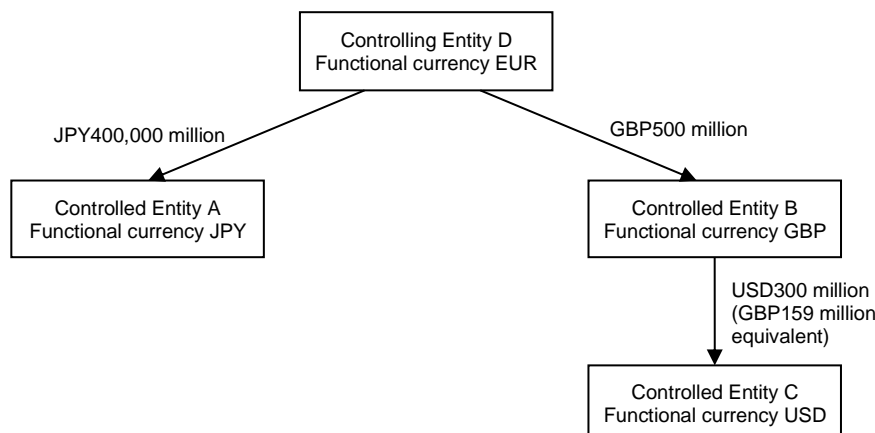 Controlling Entity D
Functional currency EUR
JPY400,000 million
GBP500 million
Controlled Entity A
Functional currency JPY
Controlled Entity B
Functional currency GBP
USD300 million
(GBP159 million
equivalent)
Controlled Entity C
Functional currency USD